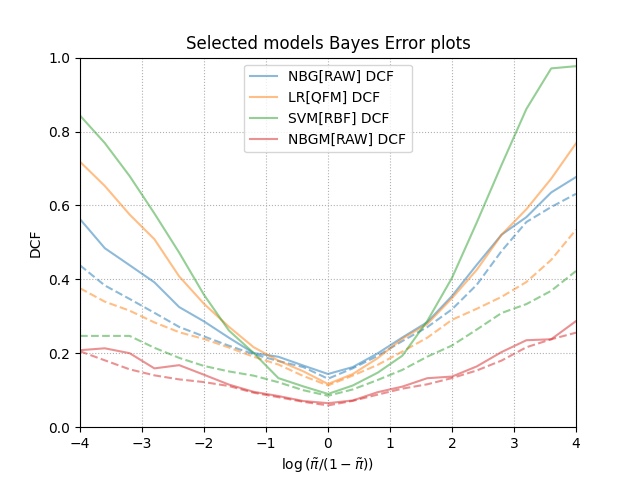 Selected models Bayes Error plots
NBG[RAW] DCF
LR[QFM] DCF
SVM[RBF] DCF
NBGM[RAW] DCF
DCF
1.0
0.8
0.6
0.4
0.2
0.0
−4 −3 −2 −1 0 1 2 3 4
log (π̃/(1 − π̃))